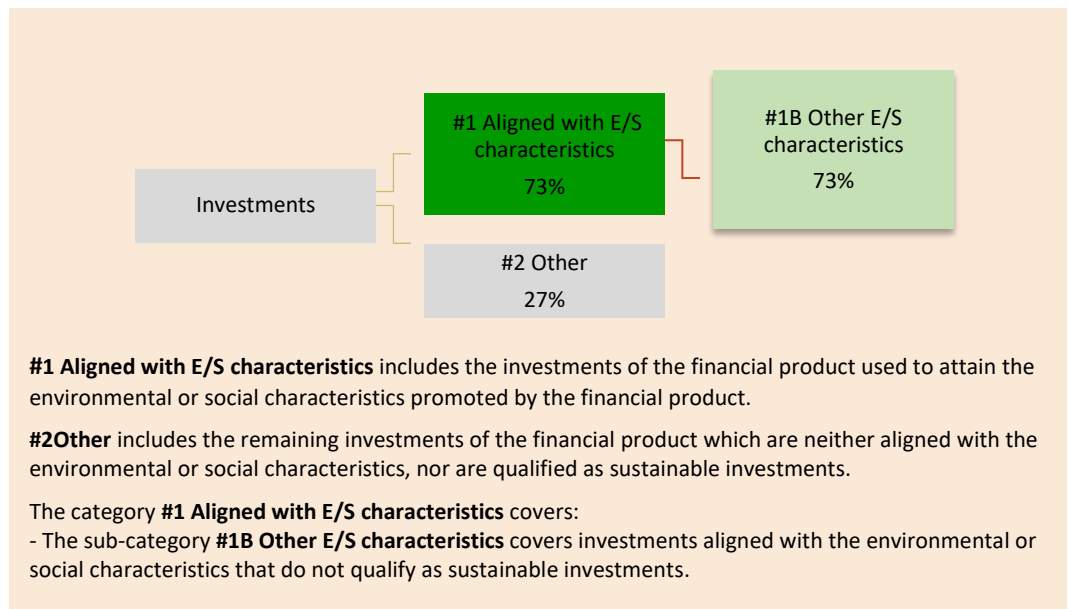 #1 Aligned with E/S
characteristics
73%
#1B Other E/S
characteristics
73%
Investments
#2 Other
27%
#1 Aligned with E/S characteristics includes the investments of the financial product used to attain the
environmental or social characteristics promoted by the financial product.
#2Other includes the remaining investments of the financial product which are neither aligned with the
environmental or social characteristics, nor are qualified as sustainable investments.
The category #1 Aligned with E/S characteristics covers:
- The sub-category #1B Other E/S characteristics covers investments aligned with the environmental or
social characteristics that do not qualify as sustainable investments.